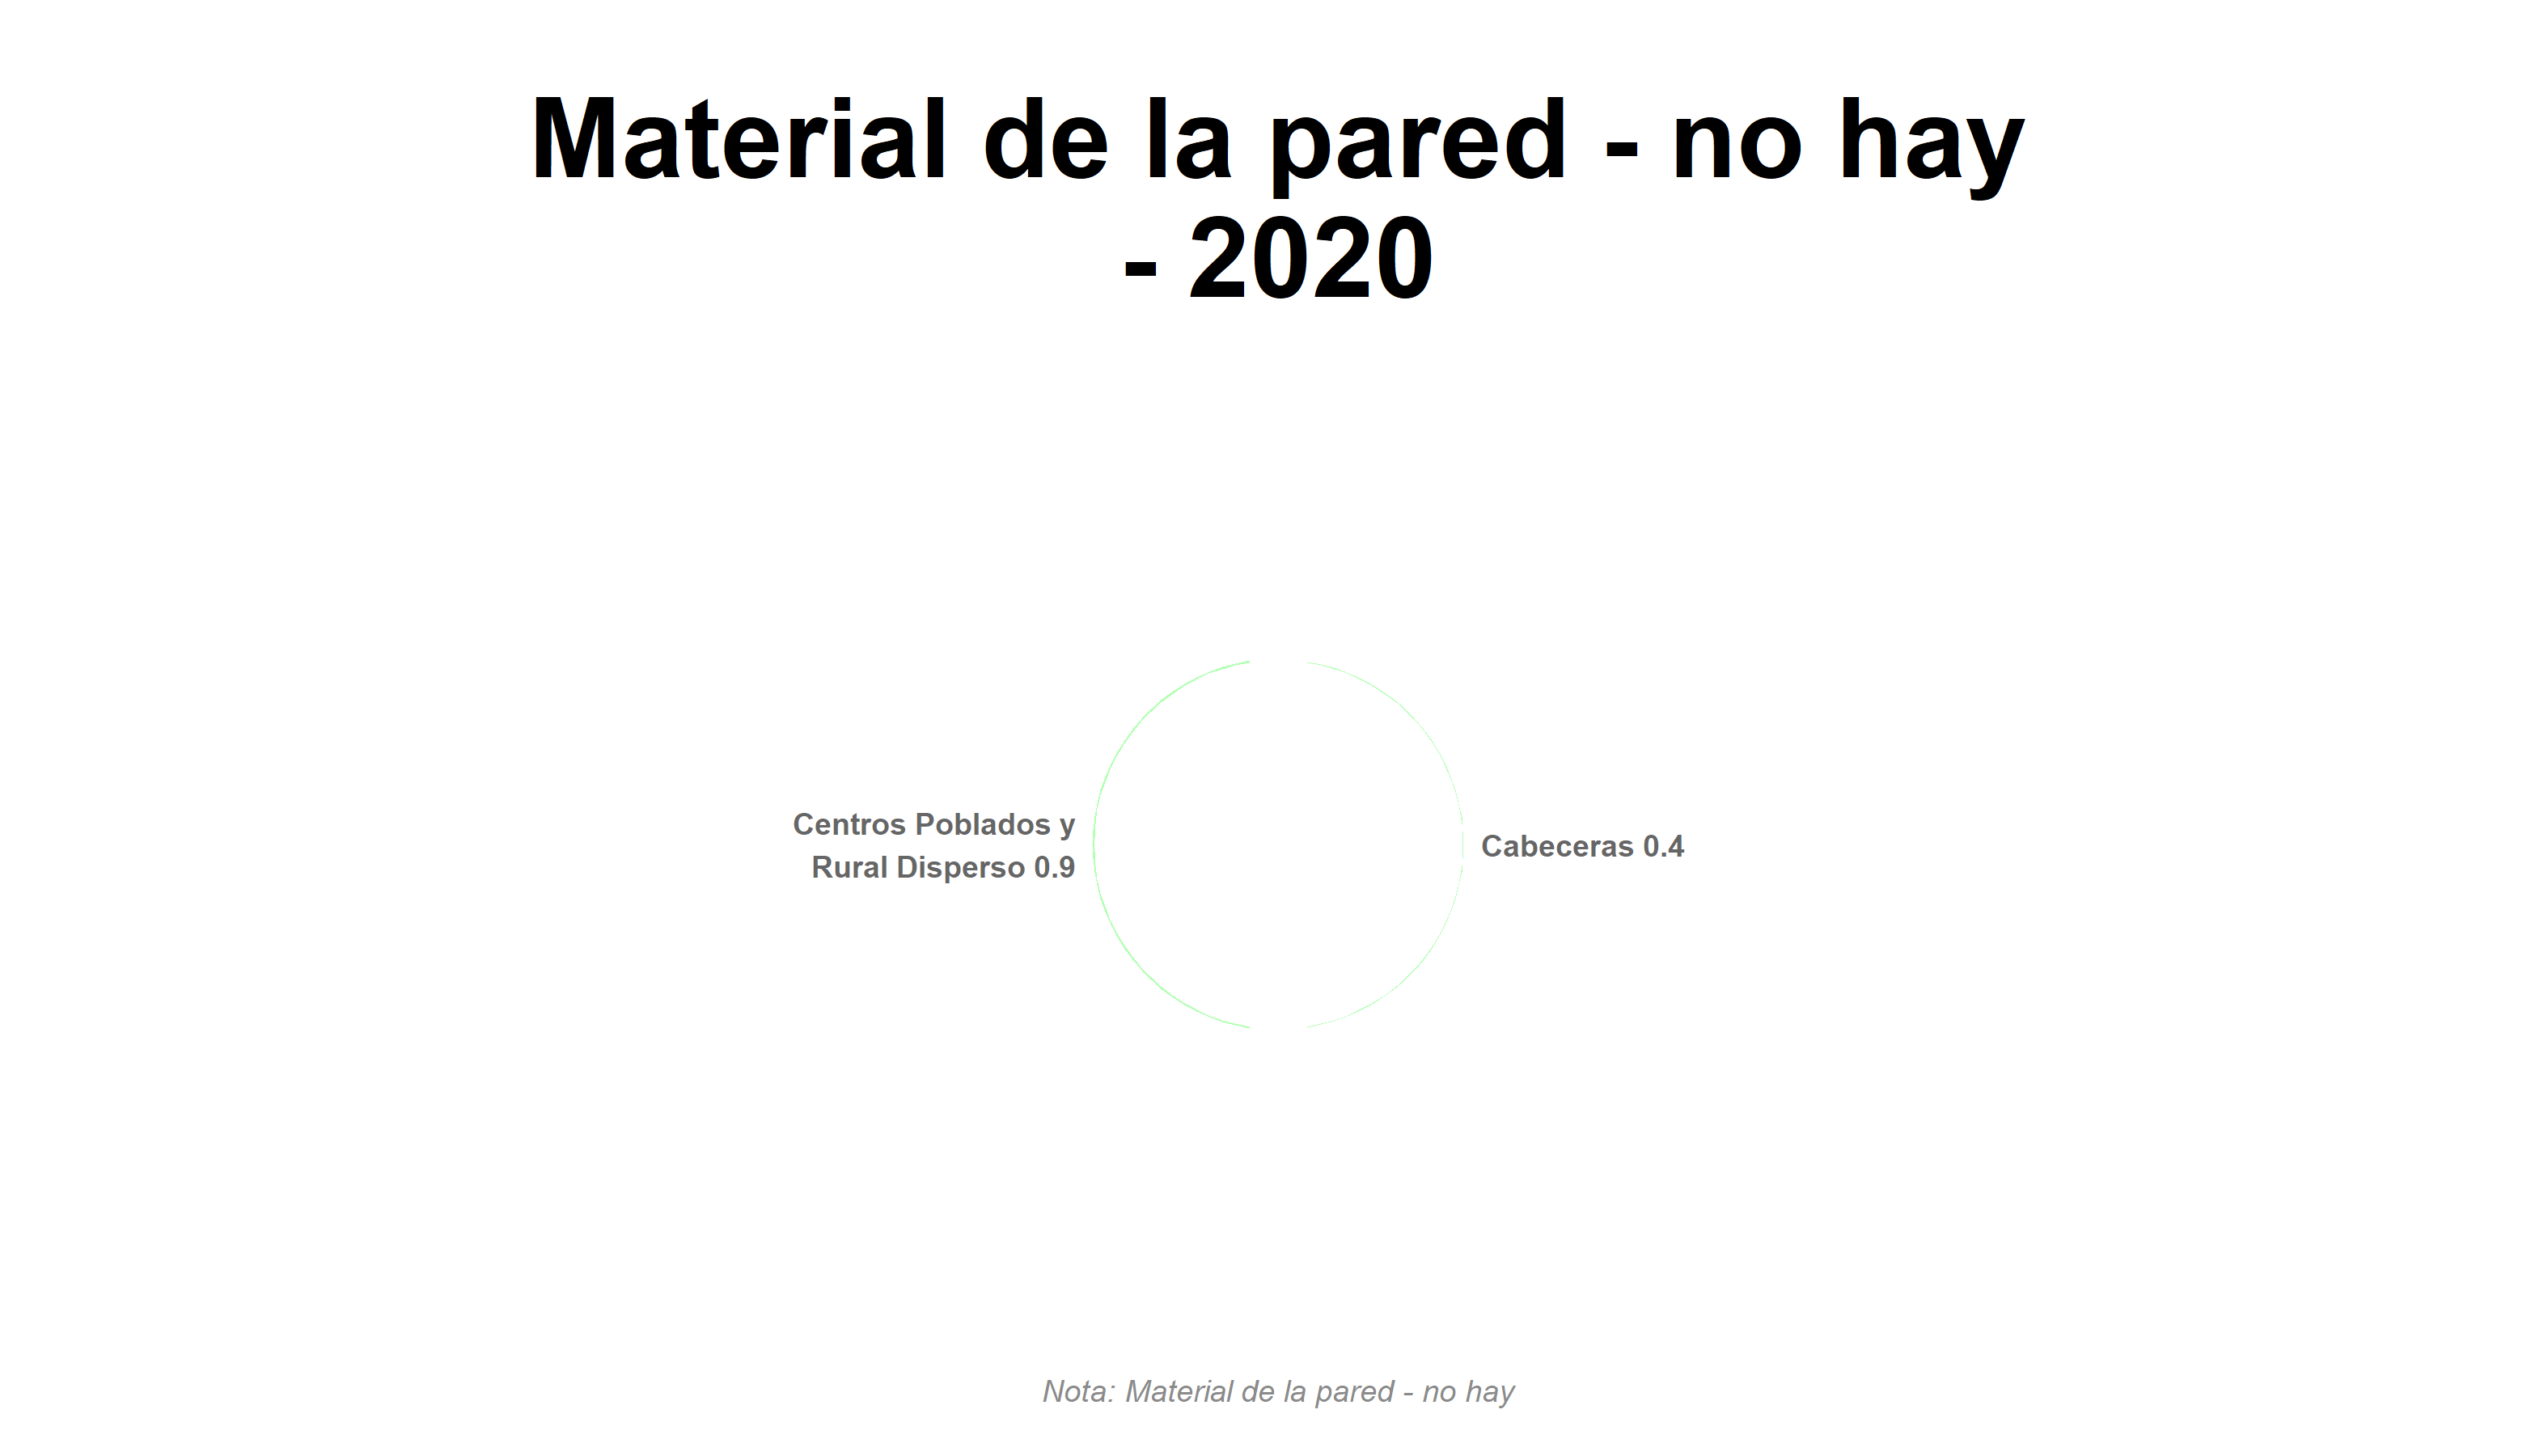 Material de la pared - no hay
- 2020
Centros Poblados y
Rural Disperso 0.9
Cabeceras 0.4
Nota: Material de la pared - no hay